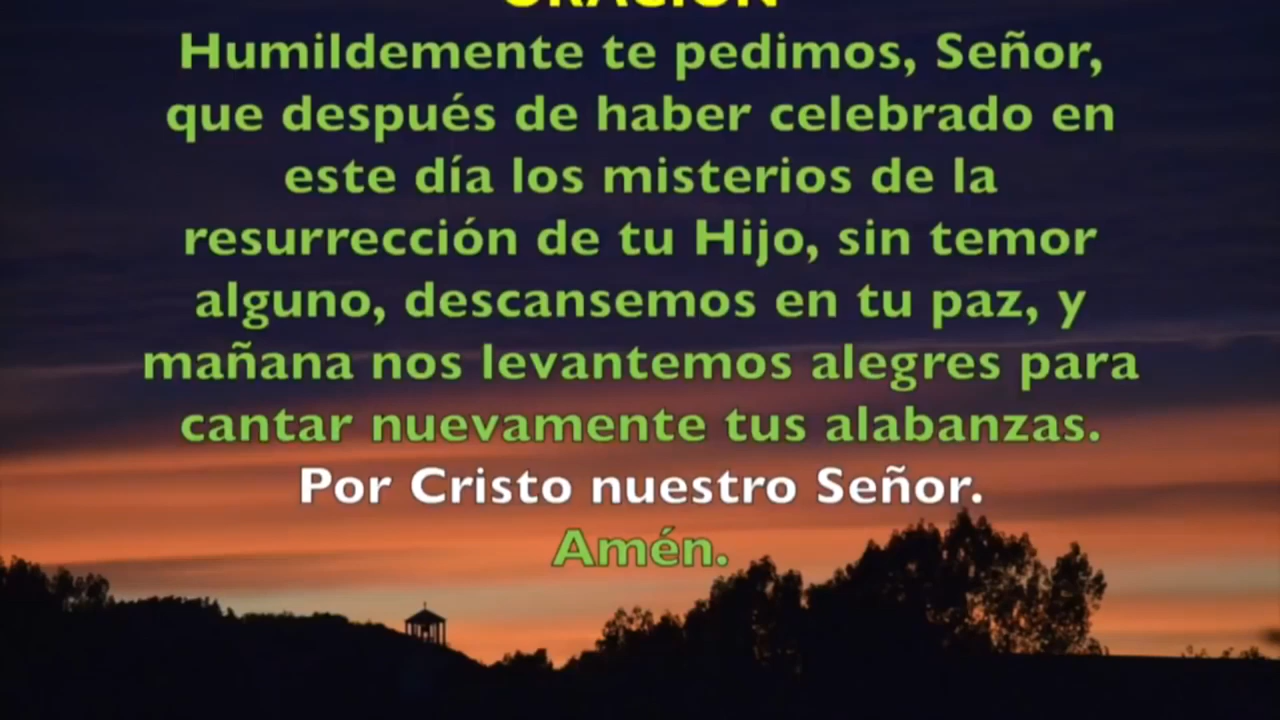 ORACIÓN
Humildemente te pedimos, Señor,
que después de haber celebrado en
este día los misterios de la
resurrección de tu Hijo, sin temor
alguno, descansemos en tu paz, y
mañana nos levantemos alegres para
cantar nuevamente tus alabanzas.
Por Cristo nuestro Señor.
Amén.